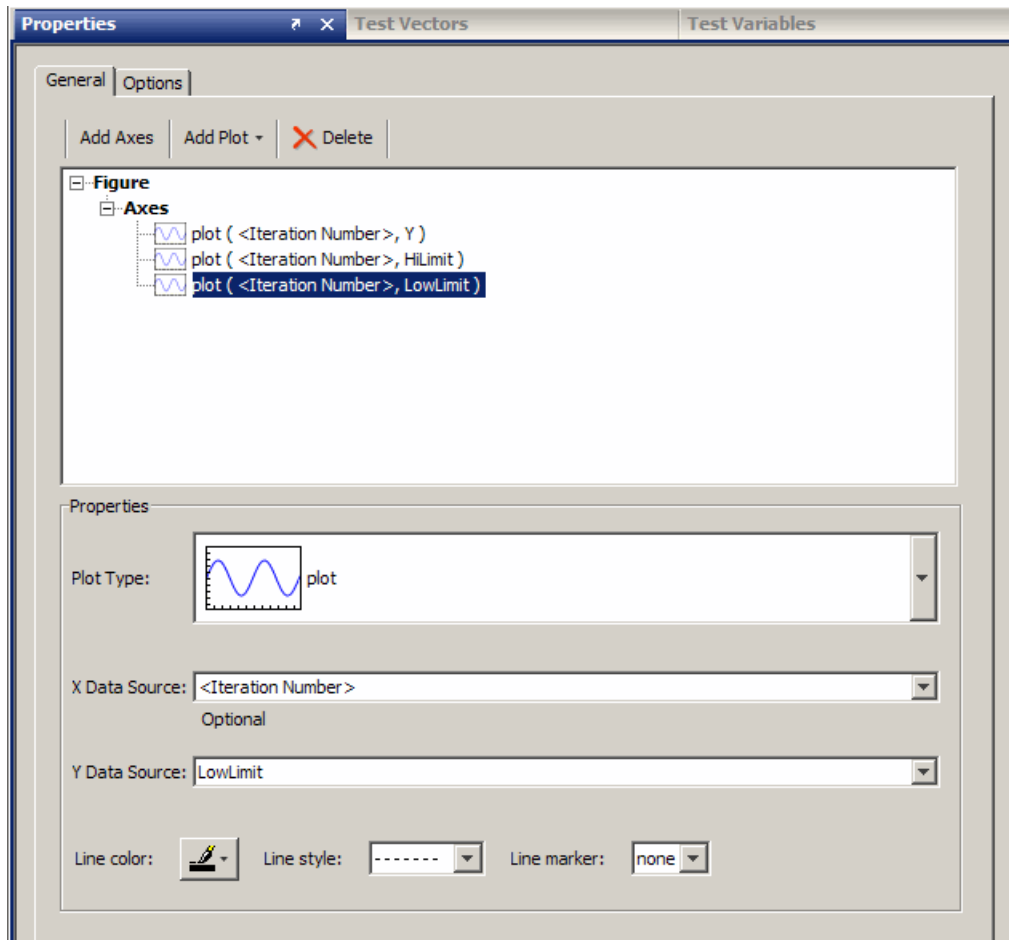 Properties Test Vectors Test Variables
General Options
Add Axes Add Plot Delete
Figure
Axes
plot ( <Iteration Number>, Y )
plot ( <Iteration Number>, HiLimit )
plot ( <Iteration Number>, LowLimit )
Properties
Plot Type: plot
X Data Source: <Iteration Number>
Optional
Y Data Source: LowLimit
Line color: Line style: Line marker: none